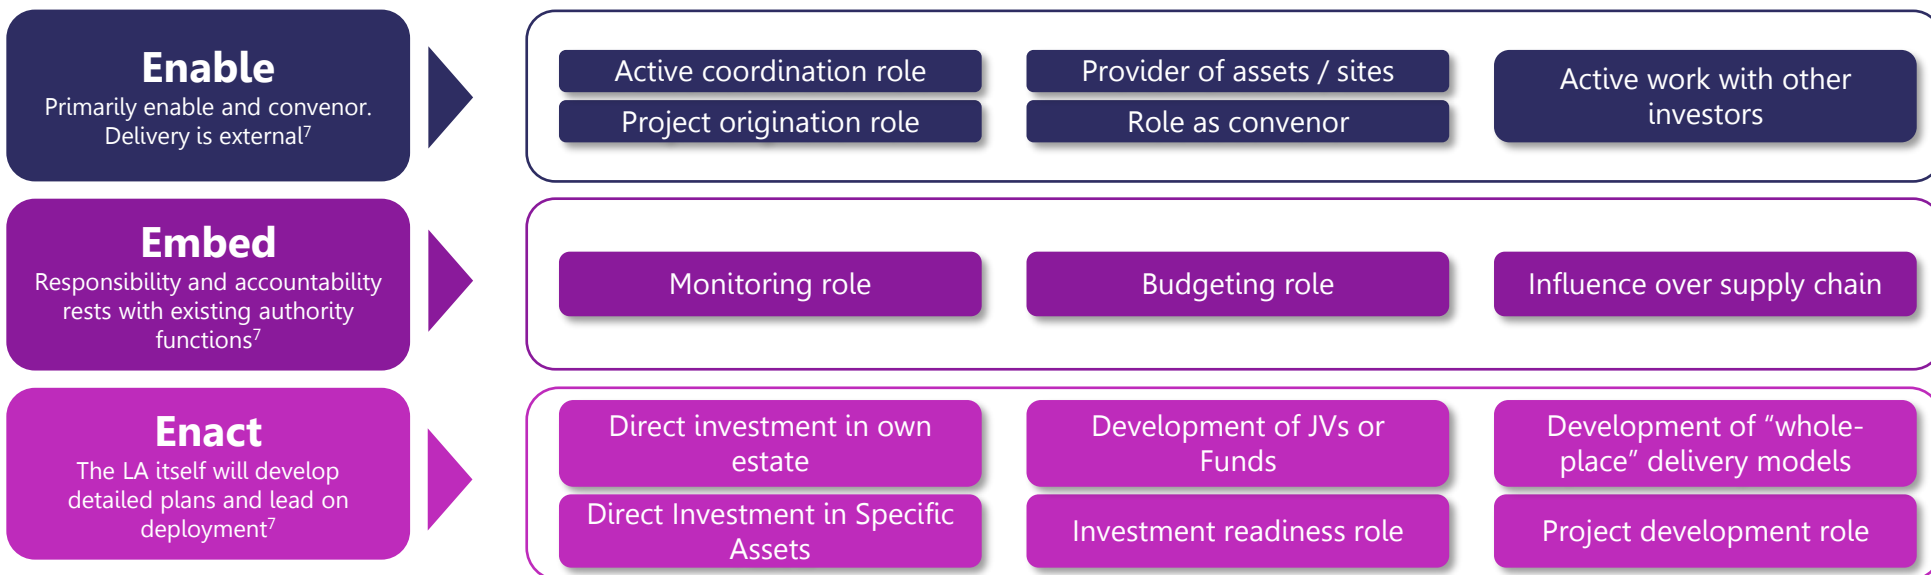 Enable
Primarily enable and convenor.
Delivery is external7
Active coordination role
Provider of assets / sites
Active work with other
investors
Project origination role
Role as convenor
Embed
Responsibility and accountability
rests with existing authority
functions7
Monitoring role
Budgeting role
Influence over supply chain
Enact
The LA itself will develop
detailed plans and lead on
deployment7
Direct investment in own
estate
Development of JVs or
Funds
Development of “whole-
place” delivery models
Direct Investment in Specific
Assets
Investment readiness role
Project development role